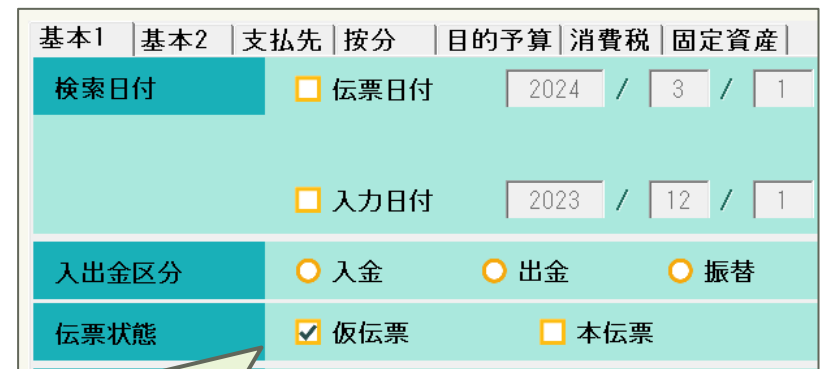 基本1 基本2 支払先 按分 目的予算 消費税 固定資産
検索日付 伝票日付 2024 / 3 / 1
入力日付 2023 / 12 / 1
入出金区分 入金 出金 振替
伝票状態 仮伝票 本伝票